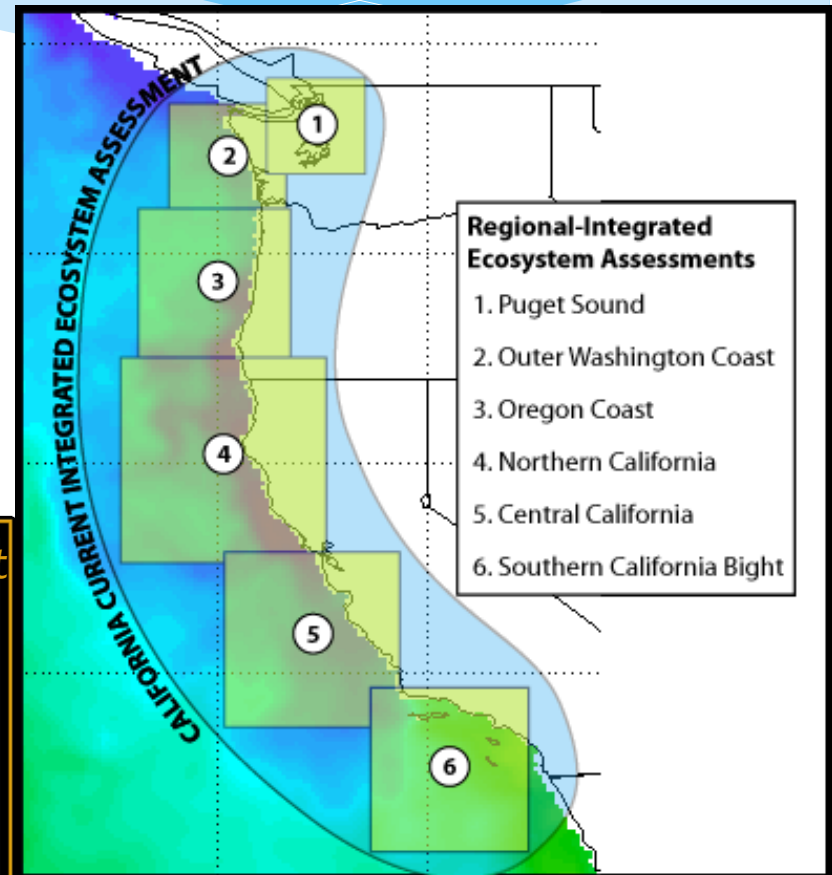 CALIFORNIA CURRENT INTEGRATED ECOSYSTEM ASSESSMENT
1
2
3
4
5
6
Regional-Integrated
Ecosystem Assessments
1. Puget Sound
2. Outer Washington Coast
3. Oregon Coast
4. Northern California
5. Central California
6. Southern California Bight